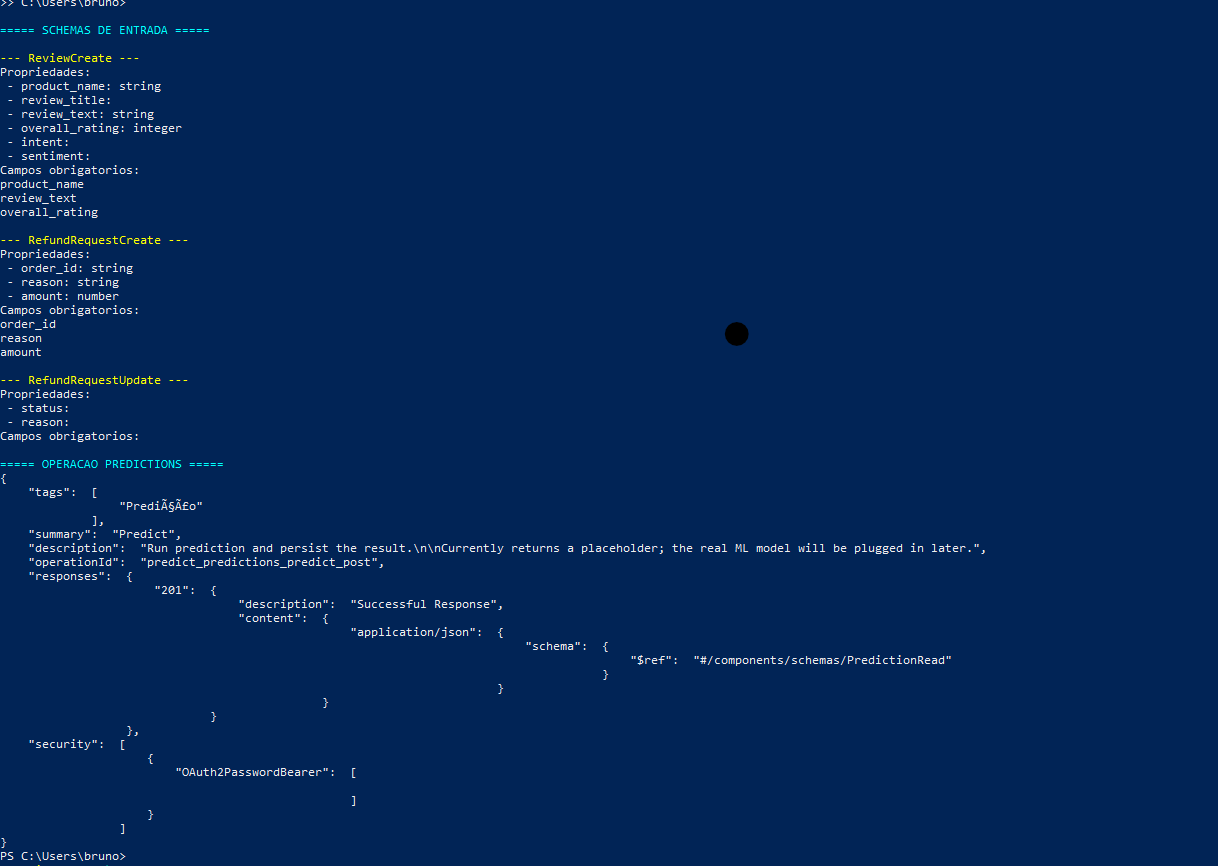 >> C:\Users\bruno>
===== SCHEMAS DE ENTRADA =====
--- ReviewCreate ---
Propriedades:
 - product_name: string
 - review_title:
 - review_text: string
 - overall_rating: integer
 - intent:
 - sentiment:
Campos obrigatorios:
product_name
review_text
overall_rating
--- RefundRequestCreate ---
Propriedades:
 - order_id: string
 - reason: string
 - amount: number
Campos obrigatorios:
order_id
reason
amount
--- RefundRequestUpdate ---
Propriedades:
 - status:
 - reason:
Campos obrigatorios:
===== OPERACAO PREDICTIONS =====
{
    "tags":  [
                 "PrediÃ§Ã£o"
             ],
    "summary":  "Predict",
    "description":  "Run prediction and persist the result.\n\nCurrently returns a placeholder; the real ML model will be plugged in later.",
    "operationId":  "predict_predictions_predict_post",
    "responses":  {
                      "201":  {
                                  "description":  "Successful Response",
                                  "content":  {
                                                  "application/json":  {
                                                                           "schema":  {
                                                                                          "$ref":  "#/components/schemas/PredictionRead"
                                                                                      }
                                                                       }
                                              }
                              }
                  },
    "security":  [
                     {
                         "OAuth2PasswordBearer":  [

                                                  ]
                     }
                 ]
}
PS C:\Users\bruno>